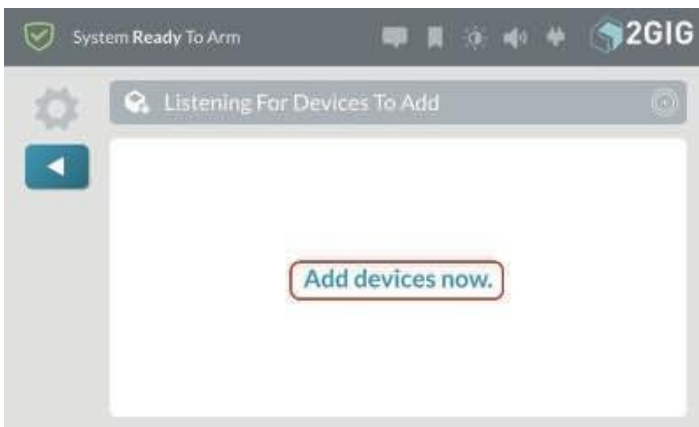 System Ready To Arm
2GIG
Listening For Devices To Add
Add devices now.